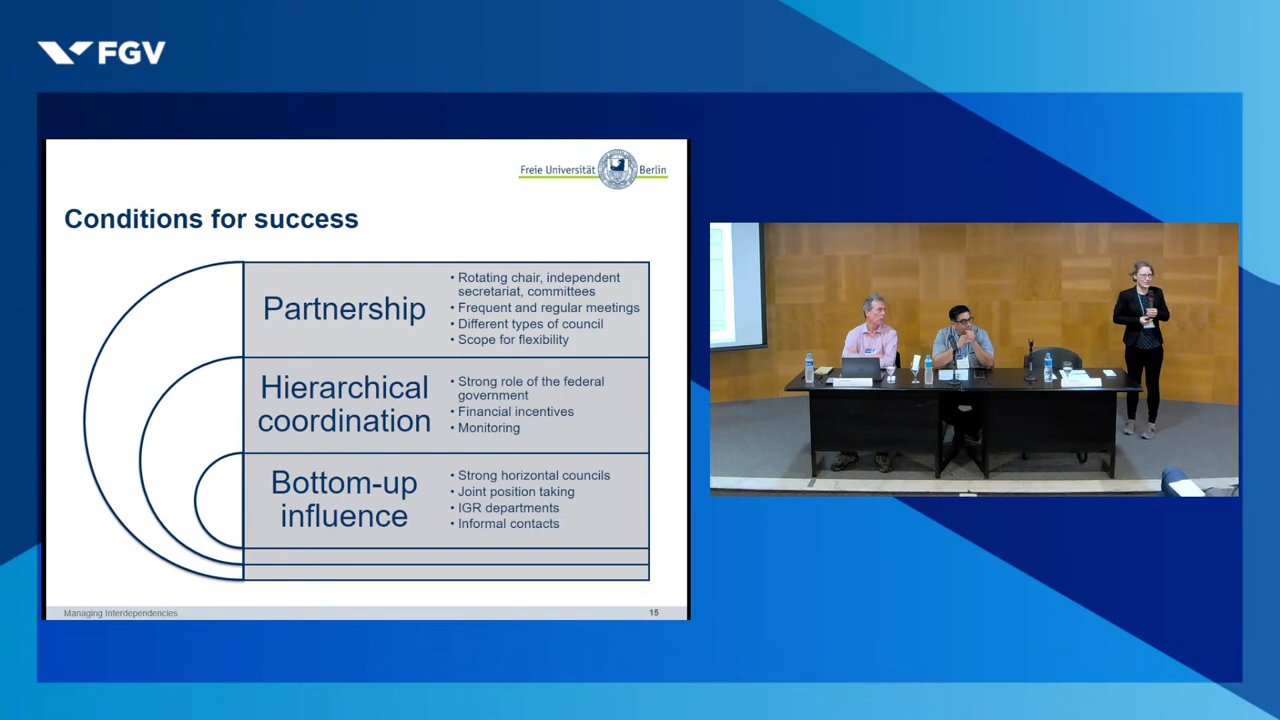 FGV
Freie Universität Berlin
Conditions for success
Partnership
• Rotating chair, independent
secretariat, committees
• Frequent and regular meetings
• Different types of council
• Scope for flexibility
Hierarchical
coordination
• Strong role of the federal
government
• Financial incentives
• Monitoring
Bottom-up
influence
• Strong horizontal councils
• Joint position taking
• IGR departments
• Informal contacts
Managing Interdependencies
15